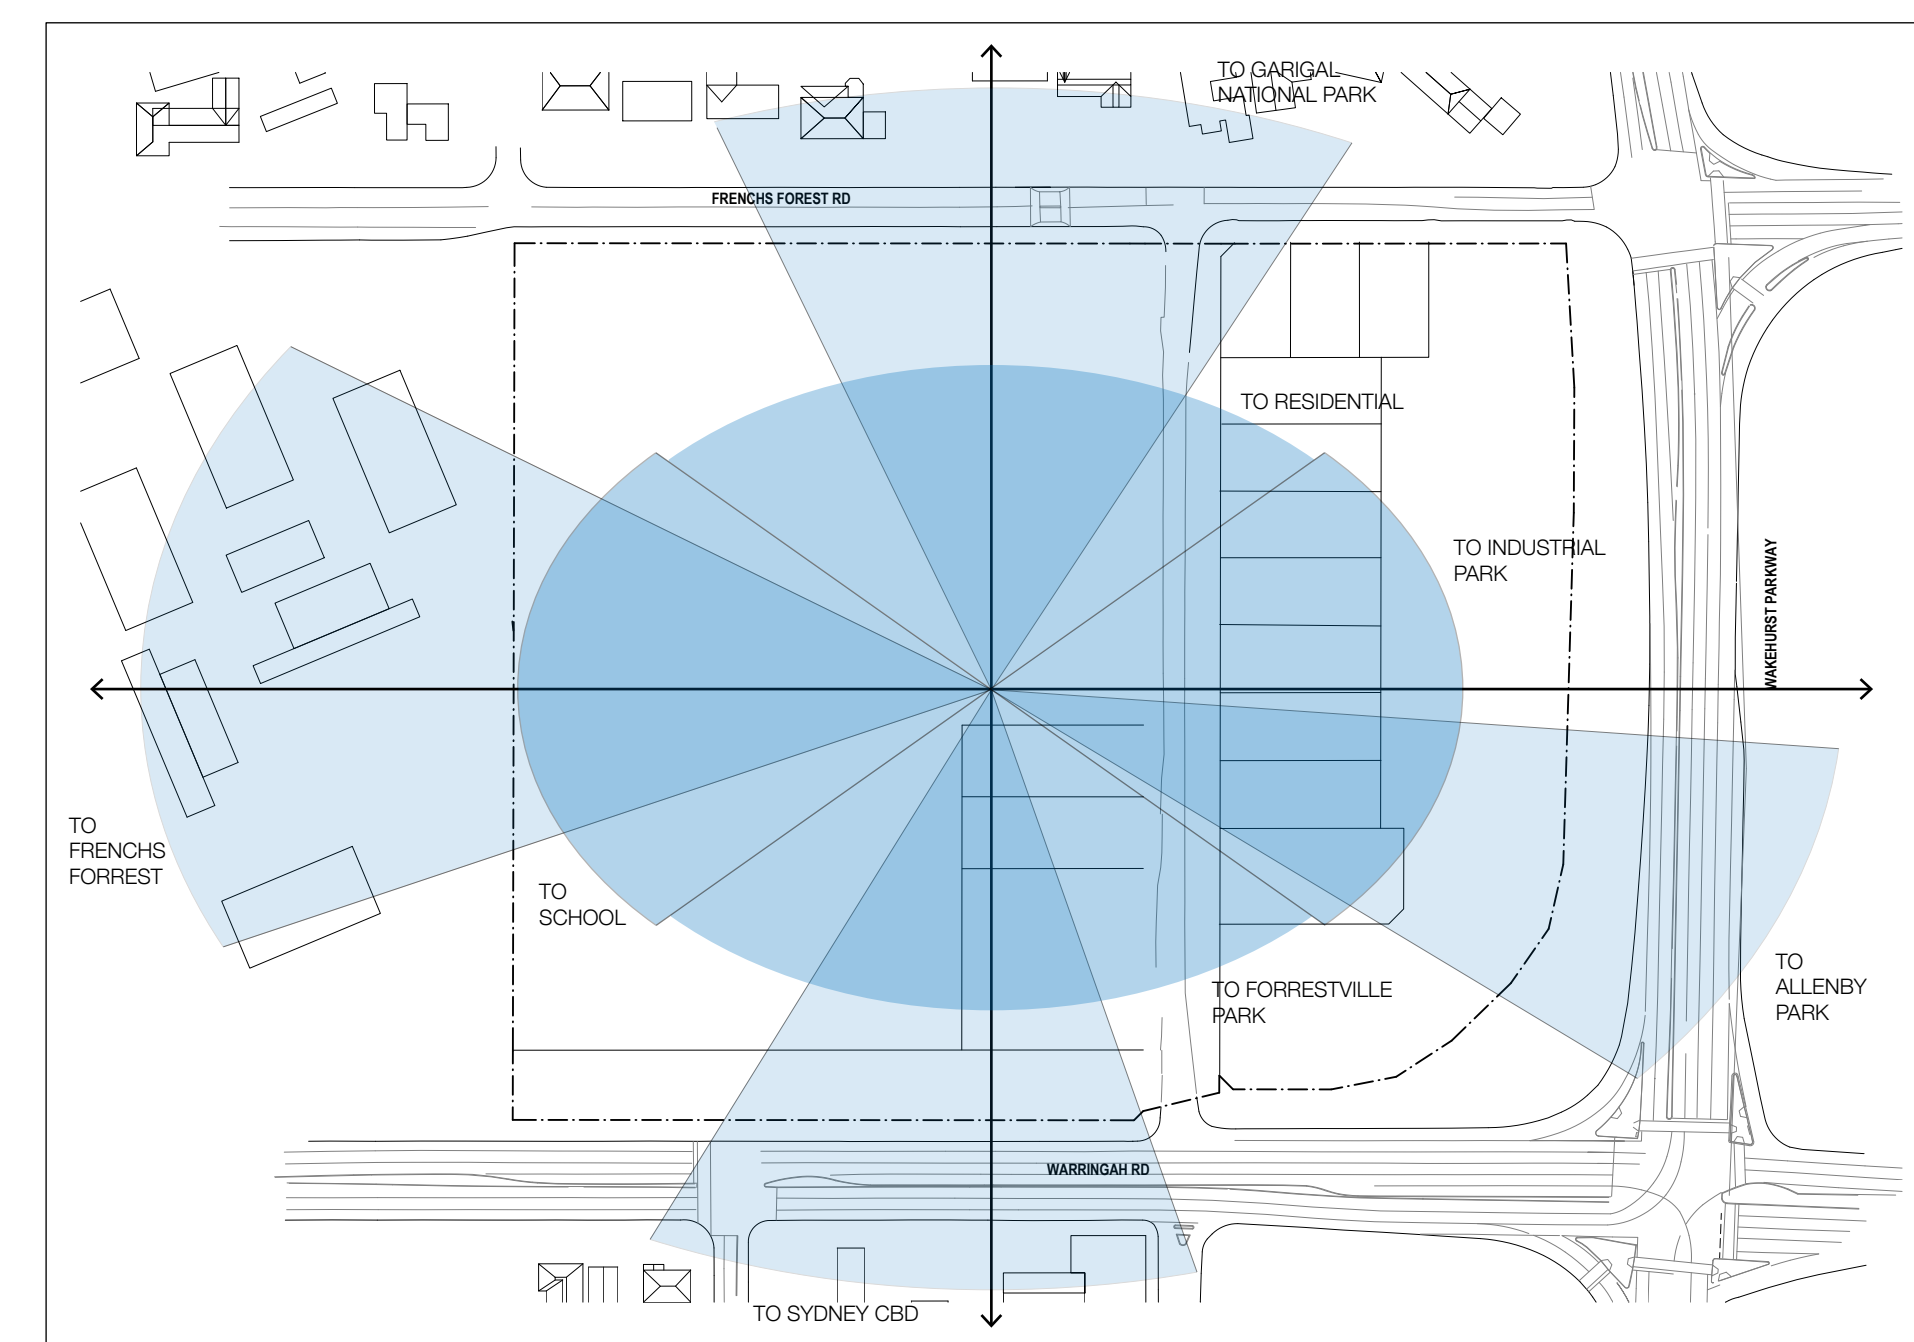 TO GARIGAL
NATIONAL PARK
FRENCHS FOREST RD
TO RESIDENTIAL
TO INDUSTRIAL
PARK
WAKEHURST PARKWAY
TO
FRENCHS
FORREST
TO
SCHOOL
TO FORRESTVILLE
PARK
TO
ALLENBY
PARK
WARRINGAH RD
TO SYDNEY CBD